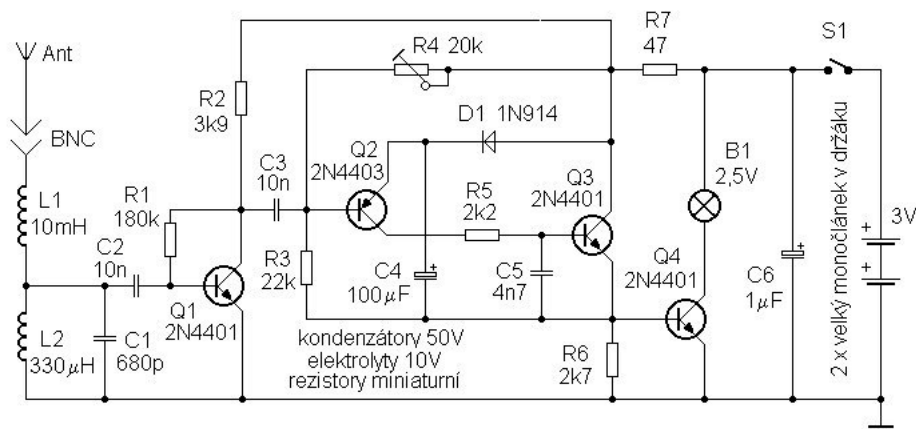 Ant
BNC
L1
10mH
L2
330μH
C1
680p
C2
10n
R1
180k
Q1
2N4401
R2
3k9
C3
10n
R3
22k
Q2
2N4403
R4 20k
D1 1N914
R5
2k2
C4
100μF
+
C5
4n7
Q3
2N4401
R6
2k7
Q4
2N4401
R7
47
B1
2,5V
C6
1μF
+
S1
3V
+
+
2 x velký monočlánek v držáku
kondenzátory 50V
elektrolyty 10V
rezistory miniaturní